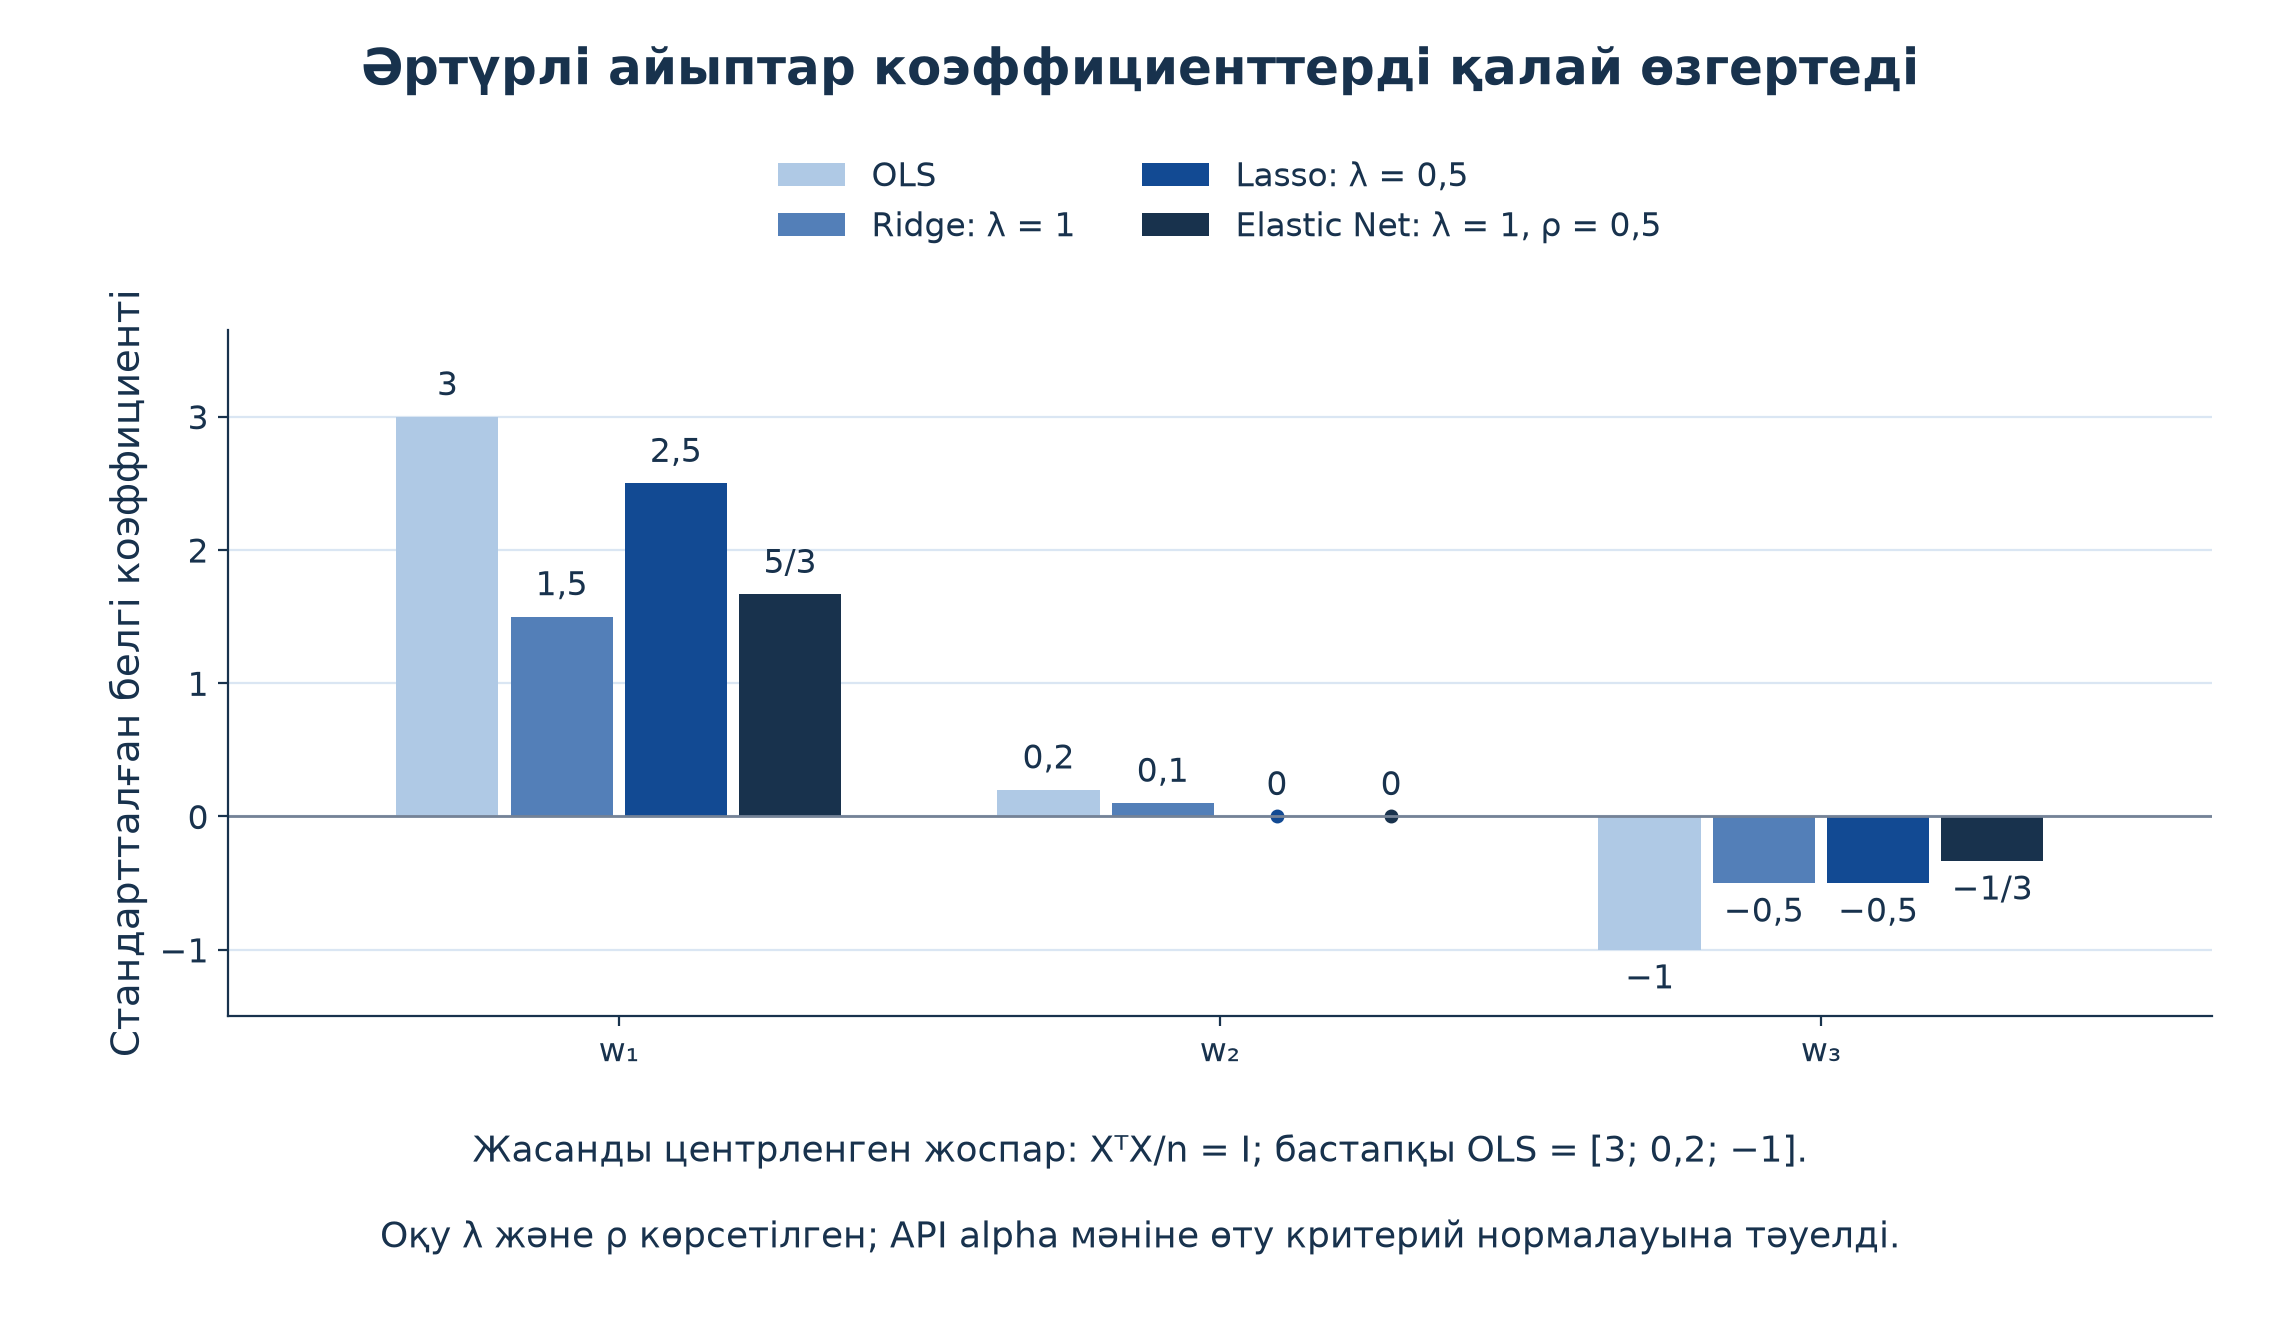 Әртүрлі айыптар коэффициенттерді қалай өзгертеді
OLS
Ridge: λ = 1
Lasso: λ = 0,5
Elastic Net: λ = 1, ρ = 0,5
Стандартталған белгі коэффициенті
3
2
1
0
−1
3
1,5
2,5
5/3
0,2
0,1
0
0
−1
−0,5
−0,5
−1/3
w₁
w₂
w₃
Жасанды центрленген жоспар: XᵀX/n = I; бастапқы OLS = [3; 0,2; −1].
Оқу λ және ρ көрсетілген; API alpha мәніне өту критерий нормалауына тәуелді.